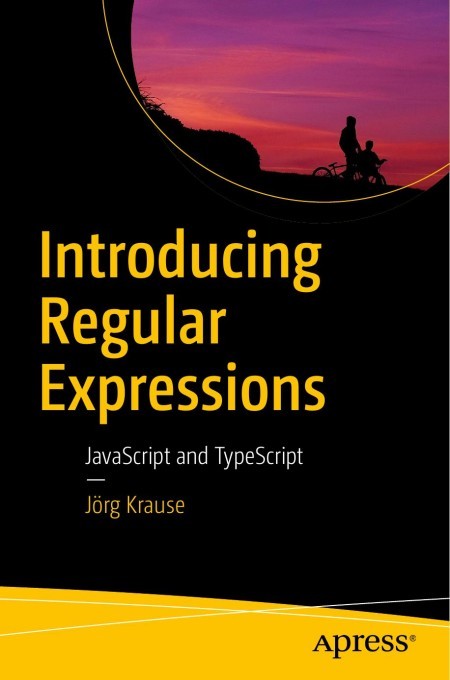 Introducing
Regular
Expressions
JavaScript and TypeScript
—
Jörg Krause
Apress®